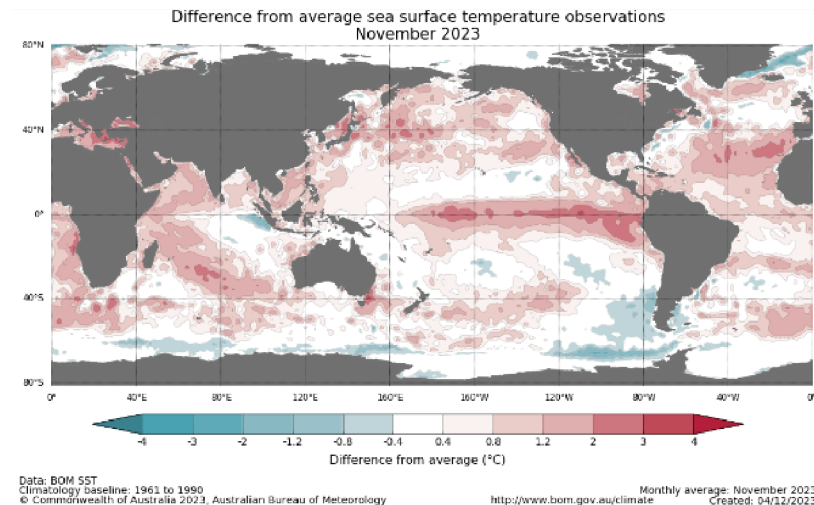 Difference from average sea surface temperature observations
November 2023
80°N
40°N
0°
40°S
80°S
0° 40°E 80°E 120°E 160°E 160°W 120°W 80°W 40°W 0°
-4 -3 -2 -1.2 -0.8 -0.4 0.4 0.8 1.2 2 3 4
Difference from average (°C)
Data: BOM SST
Climatology baseline: 1961 to 1990
Monthly average: November 2023
© Commonwealth of Australia 2023, Australian Bureau of Meteorology
http://www.bom.gov.au/climate
Created: 04/12/2023